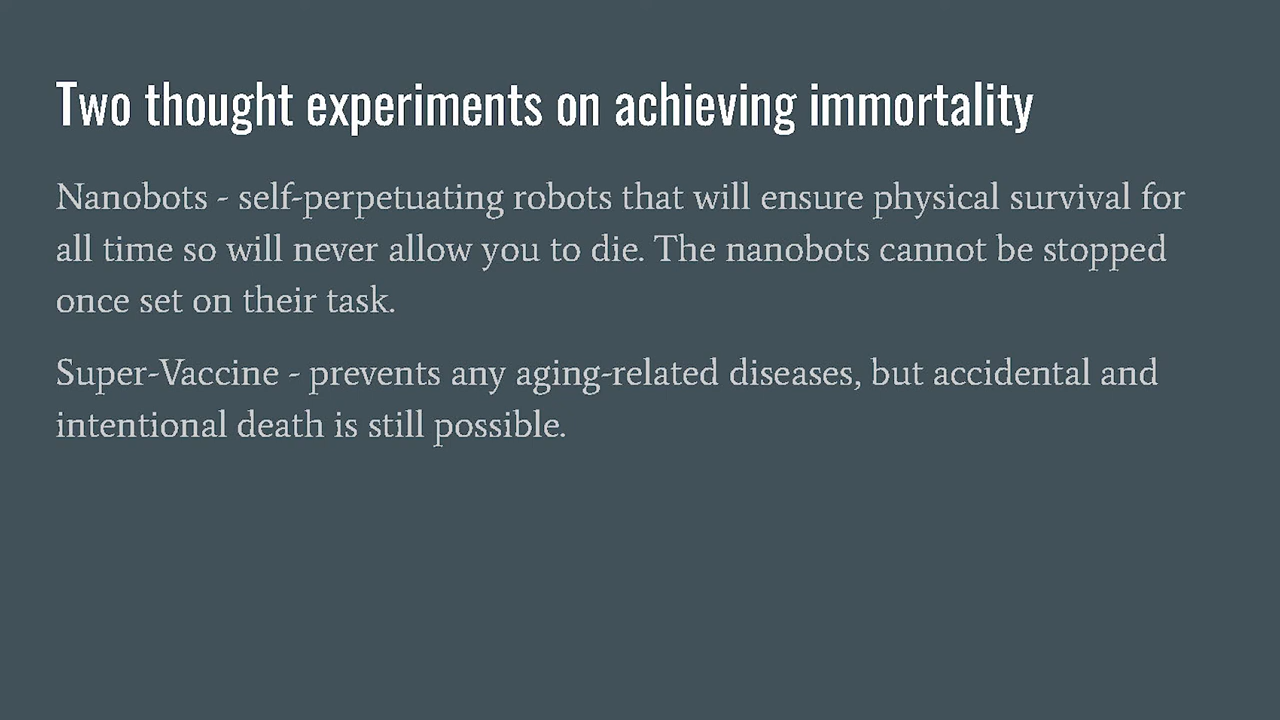 Two thought experiments on achieving immortality
Nanobots - self-perpetuating robots that will ensure physical survival for
all time so will never allow you to die. The nanobots cannot be stopped
once set on their task.
Super-Vaccine - prevents any aging-related diseases, but accidental and
intentional death is still possible.